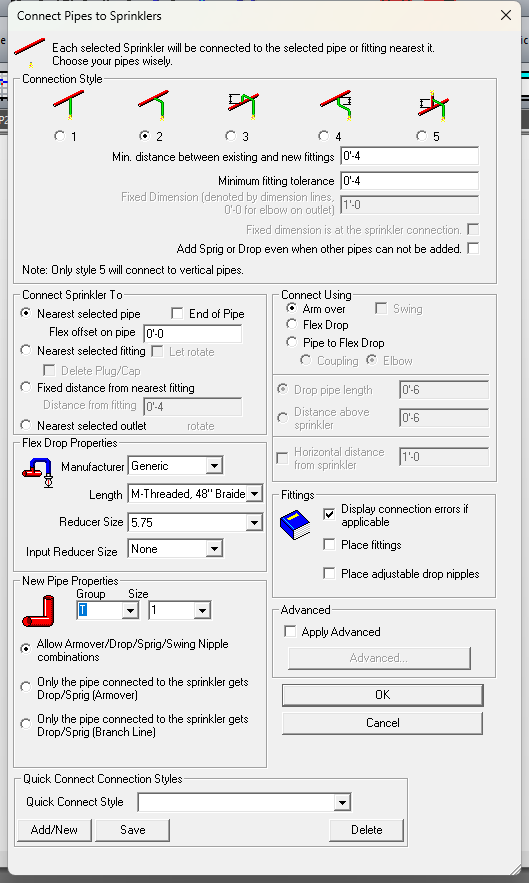 Connect Pipes to Sprinklers
Each selected Sprinkler will be connected to the selected pipe or fitting nearest it.
Choose your pipes wisely.
Connection Style
1
2
3
4
5
Min. distance between existing and new fittings 0'-4
Minimum fitting tolerance 0'-4
Fixed Dimension (denoted by dimension lines,
0'-0 for elbow on outlet) 1'-0
Fixed dimension is at the sprinkler connection.
Add Sprig or Drop even when other pipes can not be added.
Note: Only style 5 will connect to vertical pipes.
Connect Sprinkler To
Nearest selected pipe End of Pipe
Flex offset on pipe 0'-0
Nearest selected fitting Let rotate
Delete Plug/Cap
Fixed distance from nearest fitting
Distance from fitting 0'-4
Nearest selected outlet rotate
Connect Using
Arm over Swing
Flex Drop
Pipe to Flex Drop
Coupling Elbow
Drop pipe length 0'-6
Distance above
sprinkler 0'-6
Horizontal distance
from sprinkler 1'-0
Flex Drop Properties
Manufacturer Generic
Length M-Threaded, 48" Braide
Reducer Size 5.75
Input Reducer Size None
Fittings
Display connection errors if
applicable
Place fittings
Place adjustable drop nipples
New Pipe Properties
Group Size
T 1
Allow Armover/Drop/Sprig/Swing Nipple
combinations
Only the pipe connected to the sprinkler gets
Drop/Sprig (Armover)
Only the pipe connected to the sprinkler gets
Drop/Sprig (Branch Line)
Advanced
Apply Advanced
Advanced...
OK
Cancel
Quick Connect Connection Styles
Quick Connect Style
Add/New Save Delete